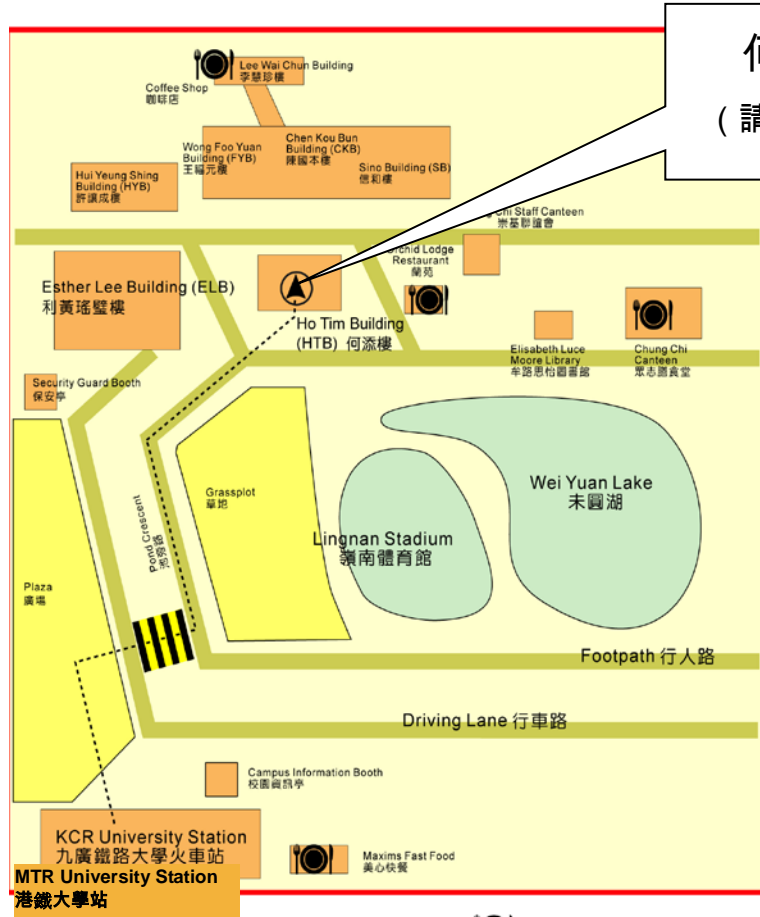 何
（請
Lee Wai Chun Building
李慧珍樓
Coffee Shop
咖啡店
Wong Foo Yuan
Building (FYB)
王福元樓
Chen Kou Bun
Building (CKB)
陳國本樓
Sino Building (SB)
信和樓
Hui Yeung Shing
Building (HYB)
許讓成樓
Chi Staff Canteen
崇基聯誼會
Orchid Lodge
Restaurant
蘭苑
Esther Lee Building (ELB)
利黃瑤璧樓
Ho Tim Building
(HTB) 何添樓
Elisabeth Luce
Moore Library
牟路思怡圖書館
Chung Chi
Canteen
眾志膳食堂
Security Guard Booth
保安亭
Grassplot
草地
Wei Yuan Lake
未圓湖
Lingnan Stadium
嶺南體育館
Pond Crescent
池旁路
Plaza
廣場
Footpath 行人路
Driving Lane 行車路
Campus Information Booth
校園資訊亭
KCR University Station
九廣鐵路大學火車站
Maxims Fast Food
美心快餐
MTR University Station
港鐵大學站